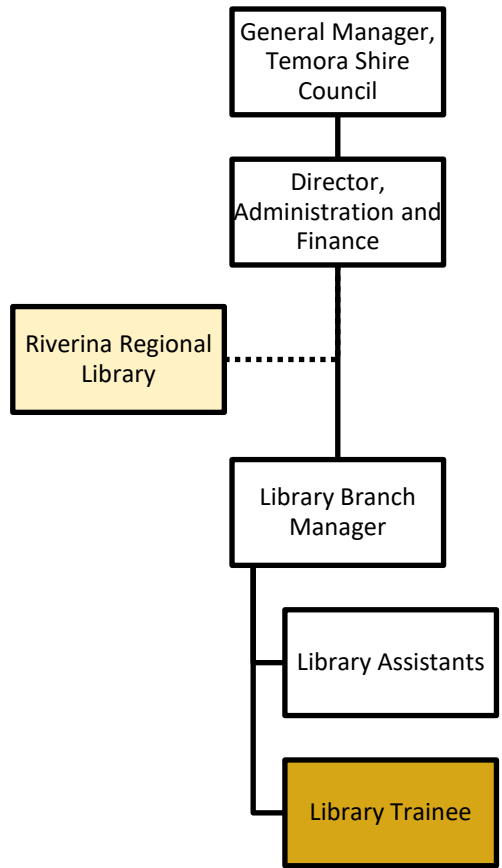 General Manager,
Temora Shire
Council
Director,
Administration and
Finance
Riverina Regional
Library
Library Branch
Manager
Library Assistants
Library Trainee